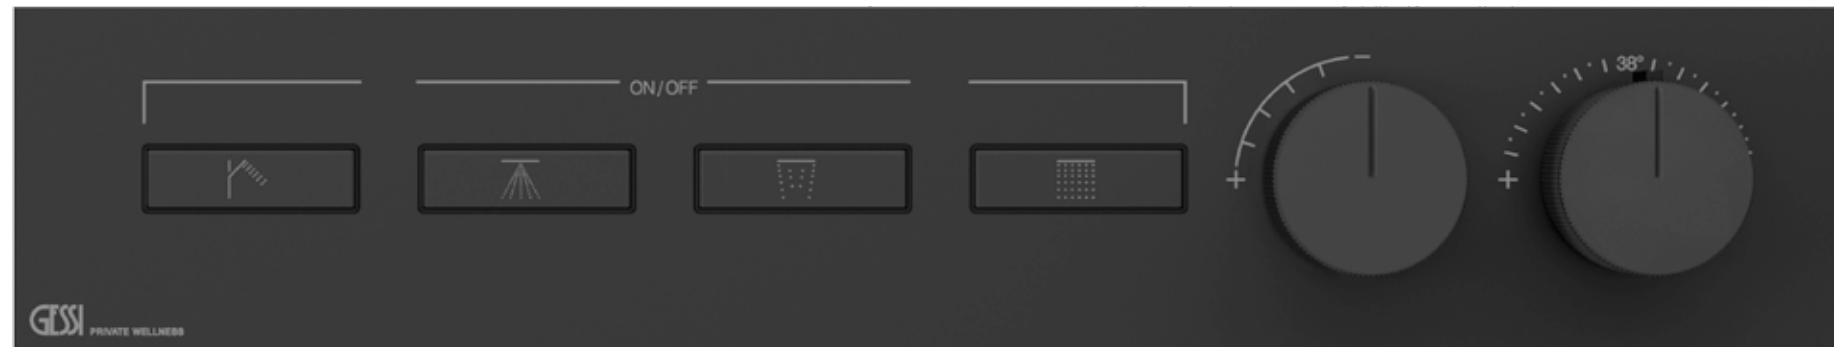 ON/OFF
38°
- 
+
+
GESSI PRIVATE WELLNESS